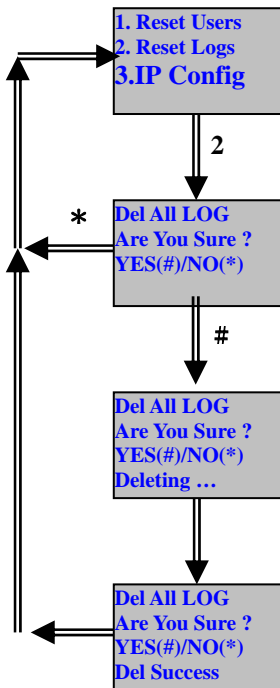 1. Reset Users
2. Reset Logs
3.IP Config
2
*
Del All LOG
Are You Sure ?
YES(#)/NO(*)
#
Del All LOG
Are You Sure ?
YES(#)/NO(*)
Deleting …
Del All LOG
Are You Sure ?
YES(#)/NO(*)
Del Success